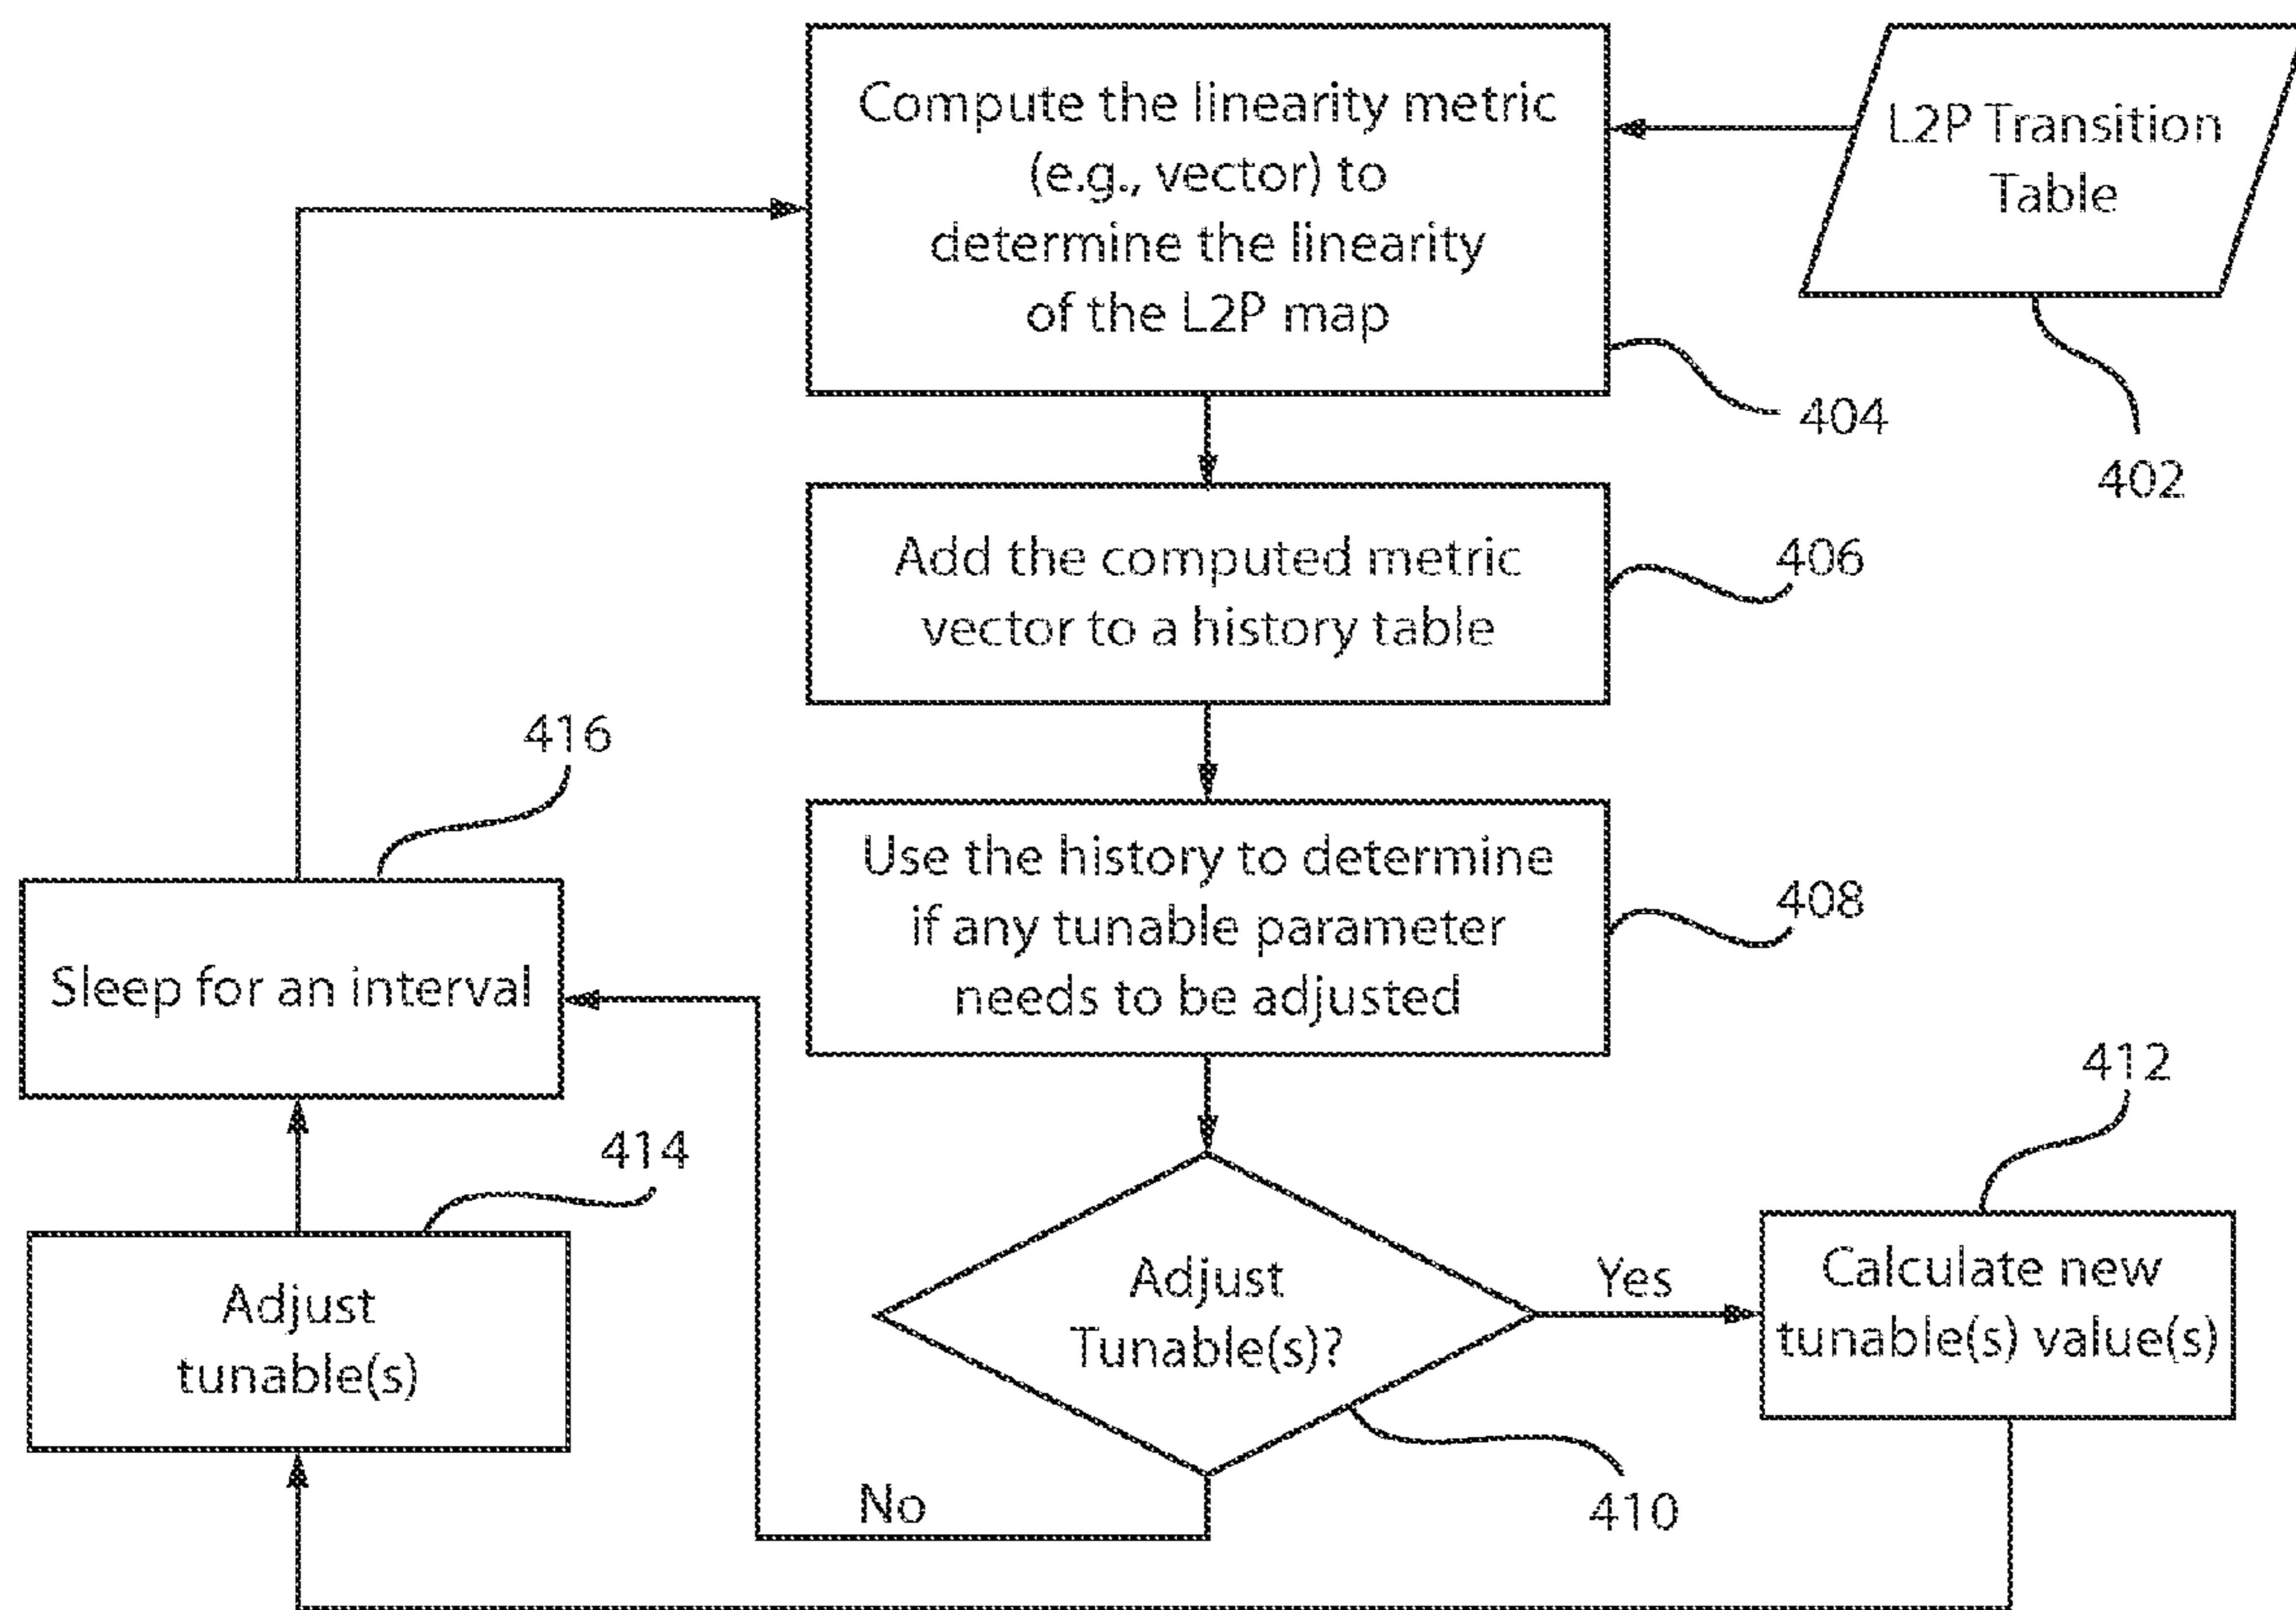 Compute the linearity metric
(e.g., vector) to
determine the linearity
of the L2P map
L2P Transition
Table
404
402
Add the computed metric
vector to a history table
406
416
Use the history to determine
if any tunable parameter
needs to be adjusted
408
Sleep for an interval
412
414
Adjust
tunable(s)
Adjust
Tunable(s)?
Yes
Calculate new
tunable(s) value(s)
No
410